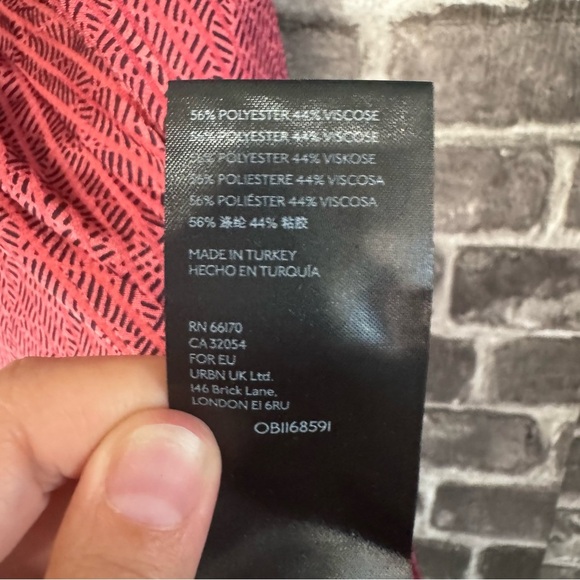 56% POLYESTER 44% VISCOSE
56% POLYESTER 44% VISCOSE
56% POLYESTER 44% VISKOSE
56% POLIESTERE 44% VISCOSA
56% POLIÉSTER 44% VISCOSA
56% 涤纶 44% 粘胶
MADE IN TURKEY
HECHO EN TURQUÍA
RN 66170
CA 32054
FOR EU
URBN UK Ltd.
146 Brick Lane,
LONDON E1 6RU
OB1168591